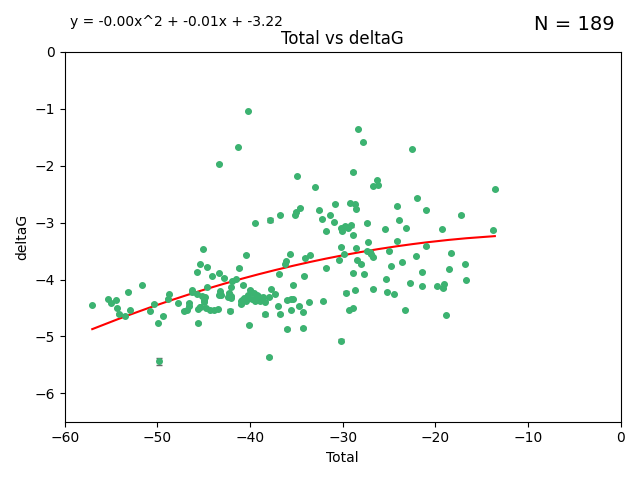 y = -0.00x^2 + -0.01x + -3.22
N = 189
Total vs deltaG
0
−1
−2
−3
−4
−5
−6
deltaG
−60 −50 −40 −30 −20 −10 0
Total